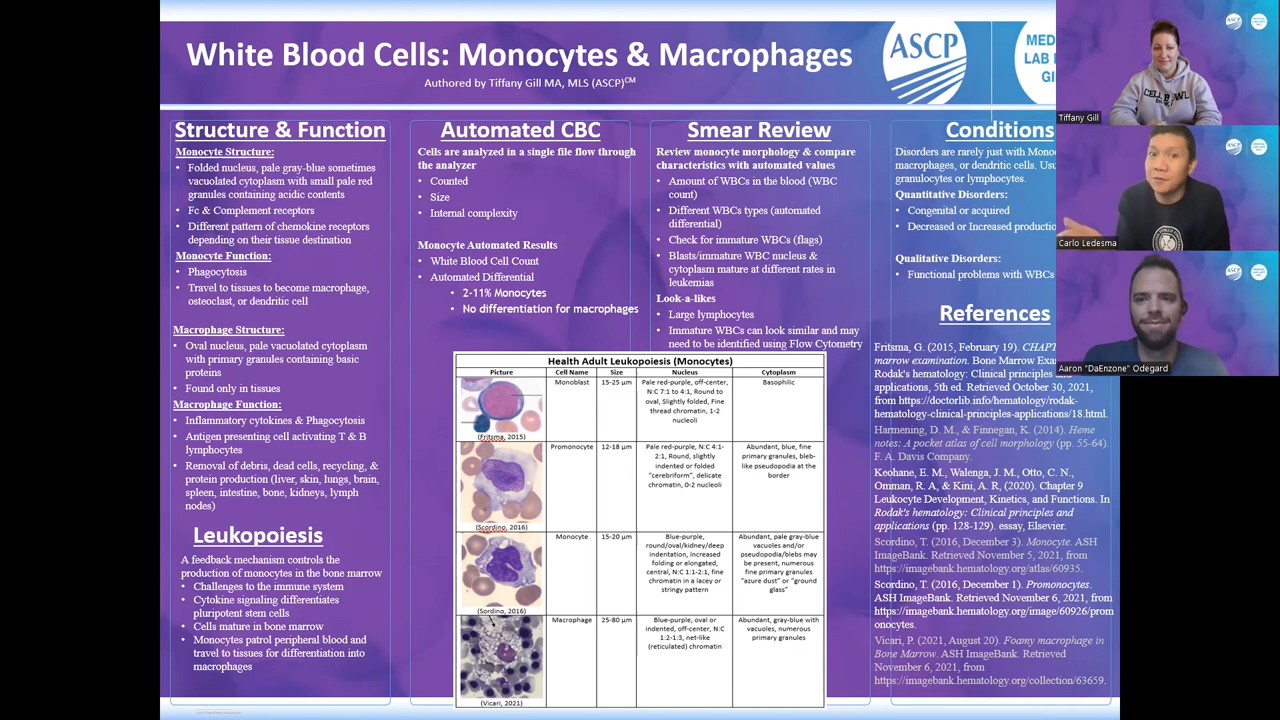 White Blood Cells: Monocytes & Macrophages
Authored by Tiffany Gill MA, MLS (ASCP)CM
ASCP
MED
LAB
GI
Structure & Function
Monocyte Structure:
• Folded nucleus, pale gray-blue sometimes
vacuolated cytoplasm with small pale red
granules containing acidic contents
• Fc & Complement receptors
• Different pattern of chemokine receptors
depending on their tissue destination
Monocyte Function:
• Phagocytosis
• Travel to tissues to become macrophage,
osteoclast, or dendritic cell
Macrophage Structure:
• Oval nucleus, pale vacuolated cytoplasm
with primary granules containing basic
proteins
• Found only in tissues
Macrophage Function:
• Inflammatory cytokines & Phagocytosis
• Antigen presenting cell activating T & B
lymphocytes
• Removal of debris, dead cells, recycling, &
protein production (liver, skin, lungs, brain,
spleen, intestine, bone, kidneys, lymph
nodes)
Leukopoiesis
A feedback mechanism controls the
production of monocytes in the bone marrow
• Challenges to the immune system
• Cytokine signaling differentiates
pluripotent stem cells
• Cells mature in bone marrow
• Monocytes patrol peripheral blood and
travel to tissues for differentiation into
macrophages
Automated CBC
Cells are analyzed in a single file flow through
the analyzer
• Counted
• Size
• Internal complexity
Monocyte Automated Results
• White Blood Cell Count
• Automated Differential
• 2-11% Monocytes
• No differentiation for macrophages
Smear Review
Review monocyte morphology & compare
characteristics with automated values
• Amount of WBCs in the blood (WBC
count)
• Different WBCs types (automated
differential)
• Check for immature WBCs (flags)
• Blasts/immature WBC nucleus &
cytoplasm mature at different rates in
leukemias
Look-a-likes
• Large lymphocytes
• Immature WBCs can look similar and may
need to be identified using Flow Cytometry
Health Adult Leukopoiesis (Monocytes)
Picture Cell Name Size Nucleus Cytoplasm
(Fritsma, 2015) Monoblast 15-25 µm Pale red-purple, off-center, N:C 7:1 to 4:1, Round to oval, Slightly folded, Fine thread chromatin, 1-2 nucleoli Basophilic
(Scordino, 2016) Promonocyte 12-18 µm Pale red-purple, N:C 4:1-2:1, Round, slightly indented or folded "cerebriform", delicate chromatin, 0-2 nucleoli Abundant, blue, fine primary granules, bleb-like pseudopodia at the border
(Sordino, 2016) Monocyte 15-20 µm Blue-purple, round/oval/kidney/deep indentation, increased folding or elongated, central, N:C 1:1-2:1, fine chromatin in a lacey or stringy pattern Abundant, pale gray-blue vacuoles and/or pseudopodia/blebs may be present, numerous fine primary granules "azure dust" or "ground glass"
(Vicari, 2021) Macrophage 25-80 µm Blue-purple, oval or indented, off-center, N:C 1:2-1:3, net-like (reticulated) chromatin Abundant, gray-blue with vacuoles, numerous primary granules
Conditions
Disorders are rarely just with Mono
macrophages, or dendritic cells. Usu
granulocytes or lymphocytes.
Quantitative Disorders:
• Congenital or acquired
• Decreased or Increased productio
Qualitative Disorders:
• Functional problems with WBCs
References
Fritsma, G. (2015, February 19). CHAPT
marrow examination. Bone Marrow Exa
Rodak's hematology: Clinical principles
applications, 5th ed. Retrieved October 30, 2021,
from https://doctorlib.info/hematology/rodak-
hematology-clinical-principles-applications/18.html.
Harmening, D. M., & Finnegan, K. (2014). Heme
notes: A pocket atlas of cell morphology (pp. 55-64).
F. A. Davis Company.
Keohane, E. M., Walenga, J. M., Otto, C. N.,
Omman, R. A, & Kini, A. R, (2020). Chapter 9
Leukocyte Development, Kinetics, and Functions. In
Rodak's hematology: Clinical principles and
applications (pp. 128-129). essay, Elsevier.
Scordino, T. (2016, December 3). Monocyte. ASH
ImageBank. Retrieved November 5, 2021, from
https://imagebank.hematology.org/atlas/60935.
Scordino, T. (2016, December 1). Promonocytes.
ASH ImageBank. Retrieved November 6, 2021, from
https://imagebank.hematology.org/image/60926/prom
onocytes.
Vicari, P. (2021, August 20). Foamy macrophage in
Bone Marrow. ASH ImageBank. Retrieved
November 6, 2021, from
https://imagebank.hematology.org/collection/63659.
Tiffany Gill
Carlo Ledesma
Aaron "DaEnzone" Odegard